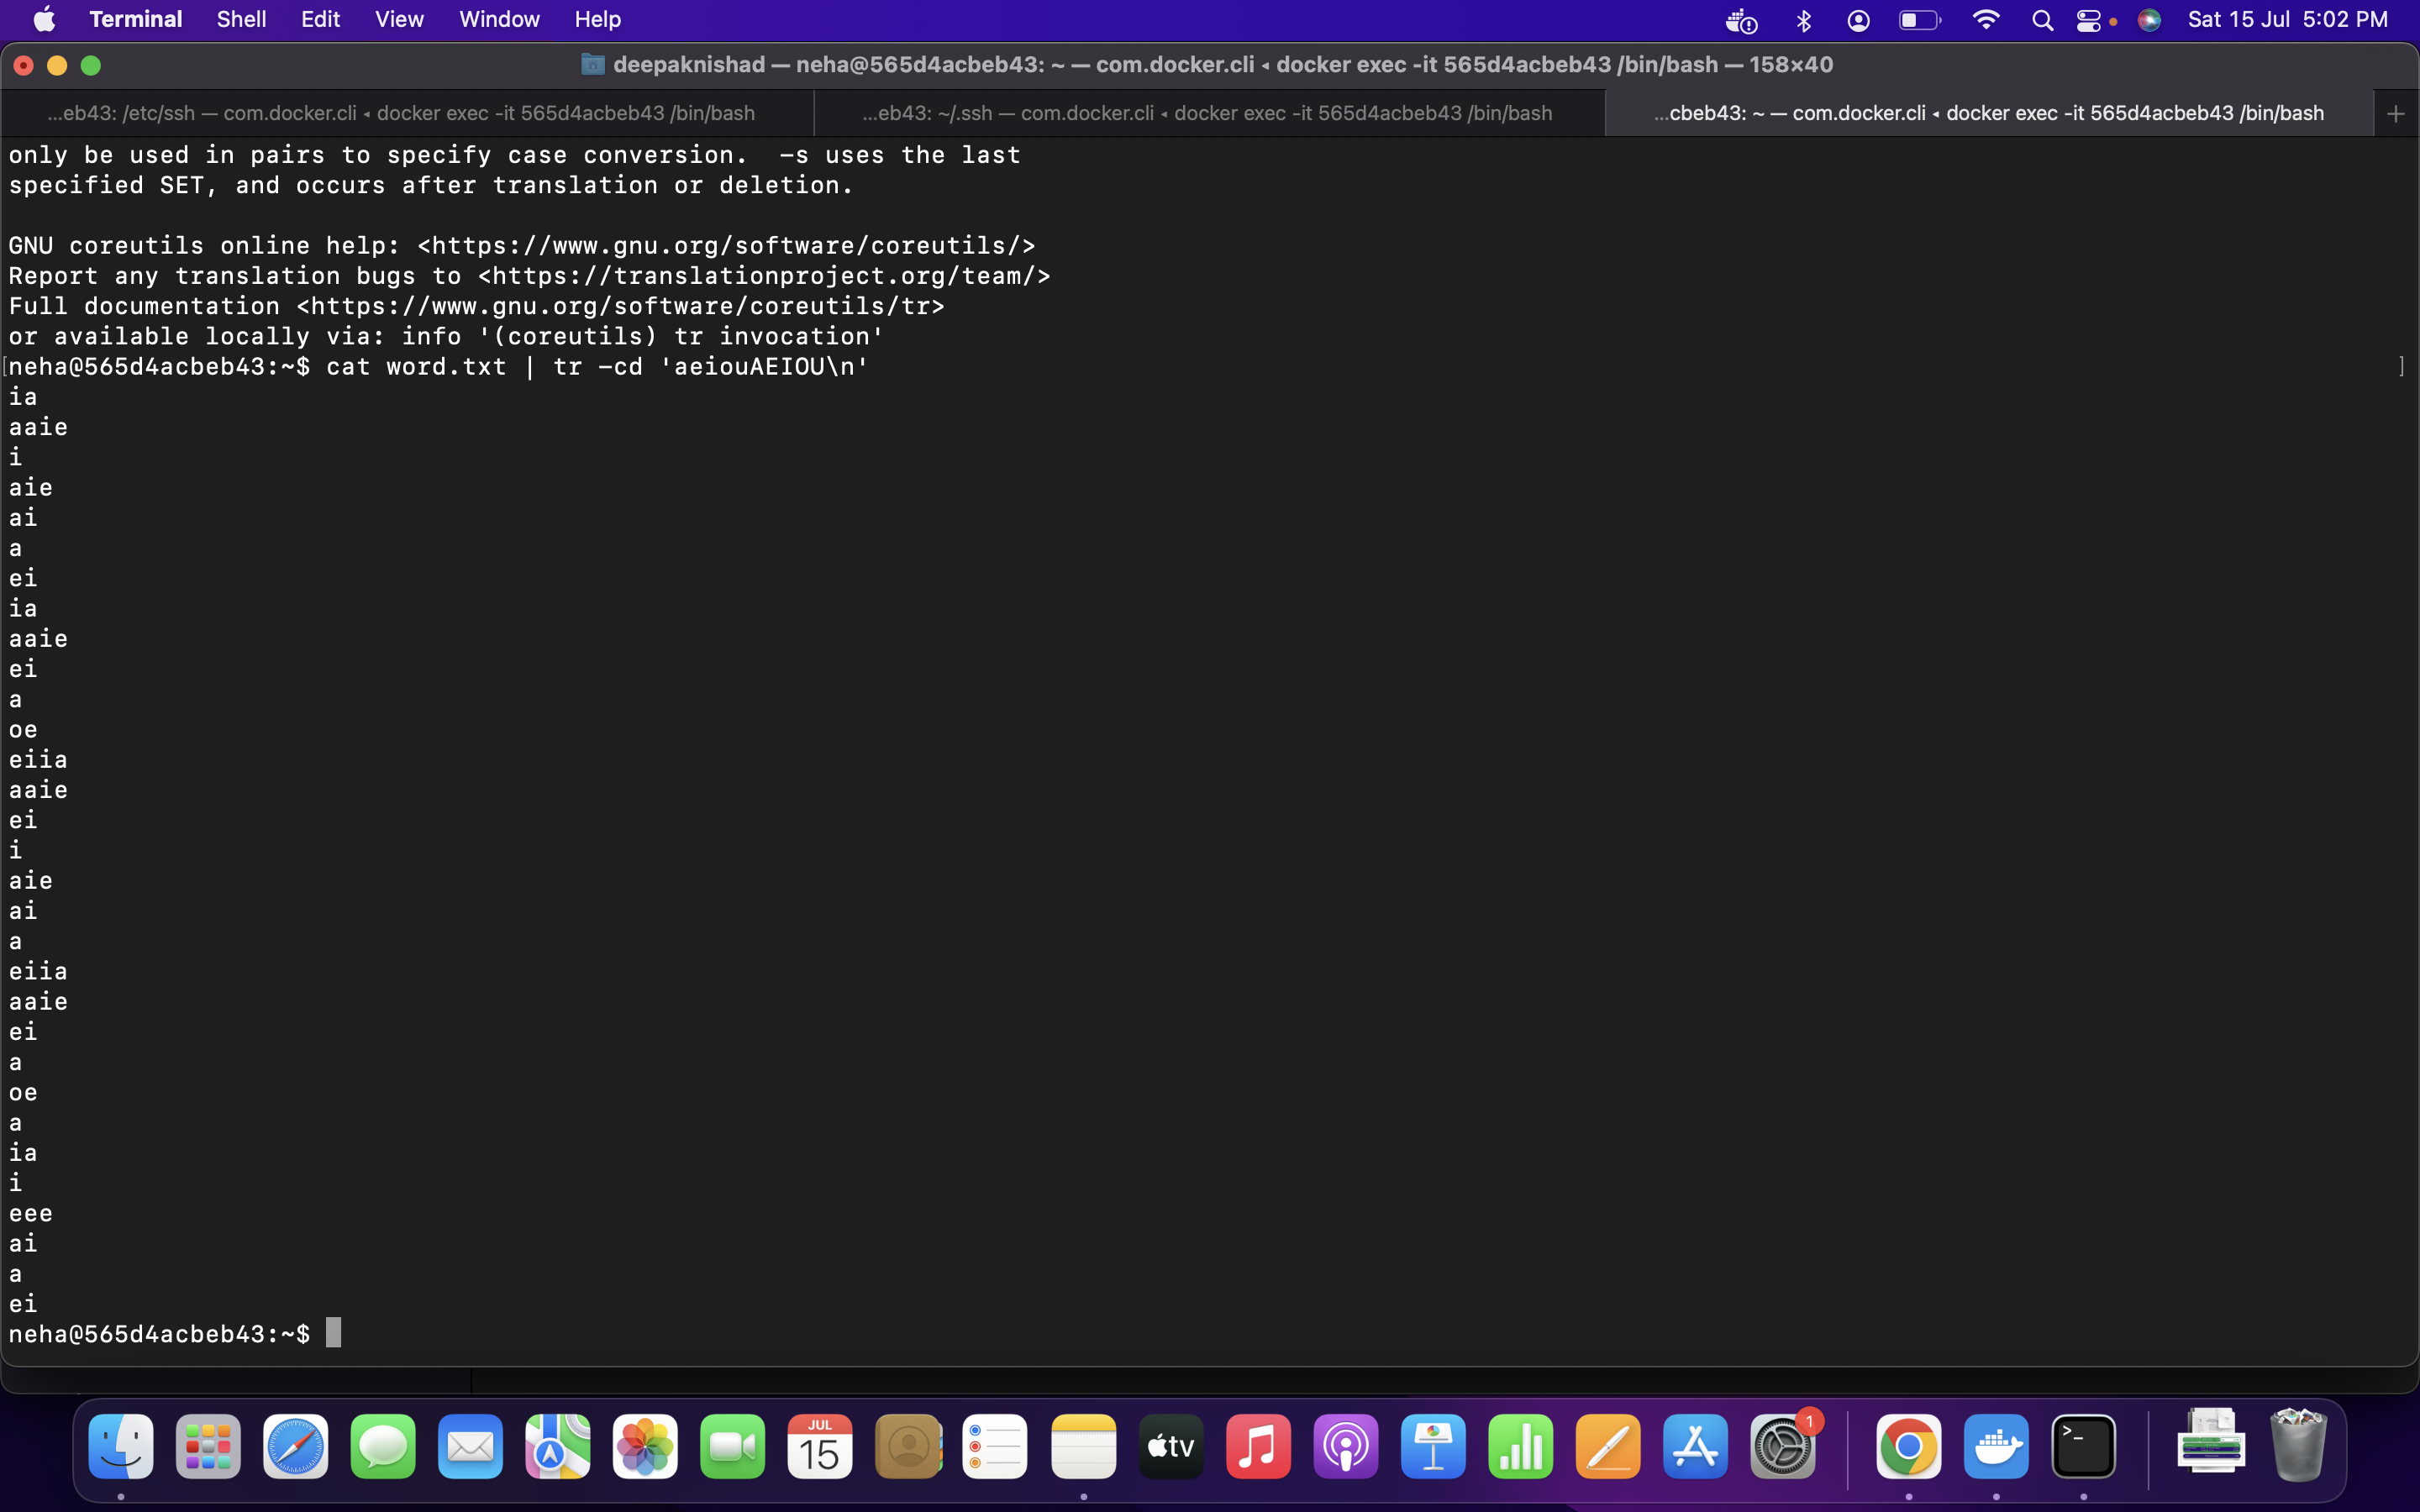 Terminal Shell Edit View Window Help Sat 15 Jul 5:02 PM
deepaknishad — neha@565d4acbeb43: ~ — com.docker.cli ◂ docker exec -it 565d4acbeb43 /bin/bash — 158×40
...eb43: /etc/ssh — com.docker.cli ◂ docker exec -it 565d4acbeb43 /bin/bash ...eb43: ~/.ssh — com.docker.cli ◂ docker exec -it 565d4acbeb43 /bin/bash ...cbeb43: ~ — com.docker.cli ◂ docker exec -it 565d4acbeb43 /bin/bash +
only be used in pairs to specify case conversion.  -s uses the last
specified SET, and occurs after translation or deletion.
GNU coreutils online help: <https://www.gnu.org/software/coreutils/>
Report any translation bugs to <https://translationproject.org/team/>
Full documentation <https://www.gnu.org/software/coreutils/tr>
or available locally via: info '(coreutils) tr invocation'
[neha@565d4acbeb43:~$ cat word.txt | tr -cd 'aeiouAEIOU\n' ]
ia
aaie
i
aie
ai
a
ei
ia
aaie
ei
a
oe
eiia
aaie
ei
i
aie
ai
a
eiia
aaie
ei
a
oe
a
ia
i
eee
ai
a
ei
neha@565d4acbeb43:~$
JUL
15
tv
1
>_